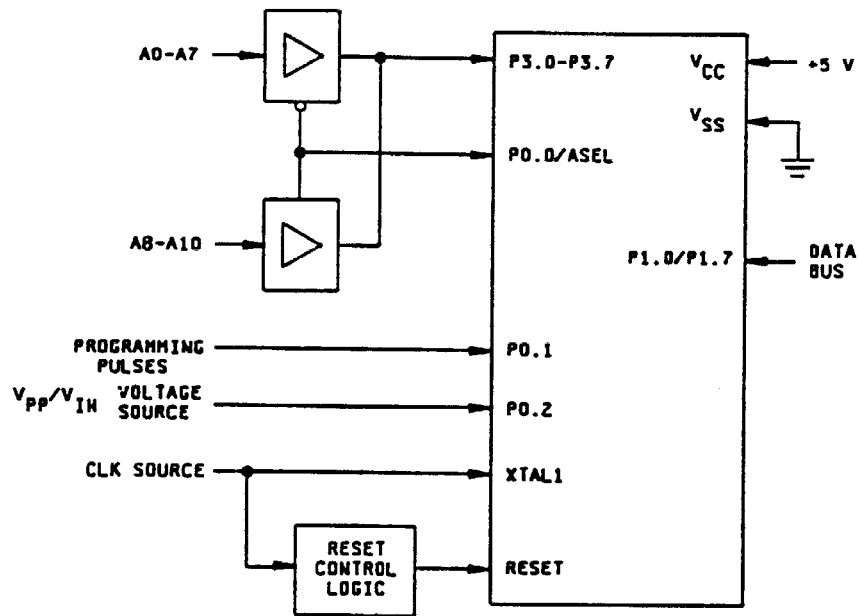 A0-A7
P3.0-P3.7
VCC
+5 V
VSS
P0.0/ASEL
A8-A10
P1.0/P1.7
DATA
BUS
PROGRAMMING
PULSES
P0.1
VPP/VIH VOLTAGE
SOURCE
P0.2
CLK SOURCE
XTAL1
RESET
CONTROL
LOGIC
RESET